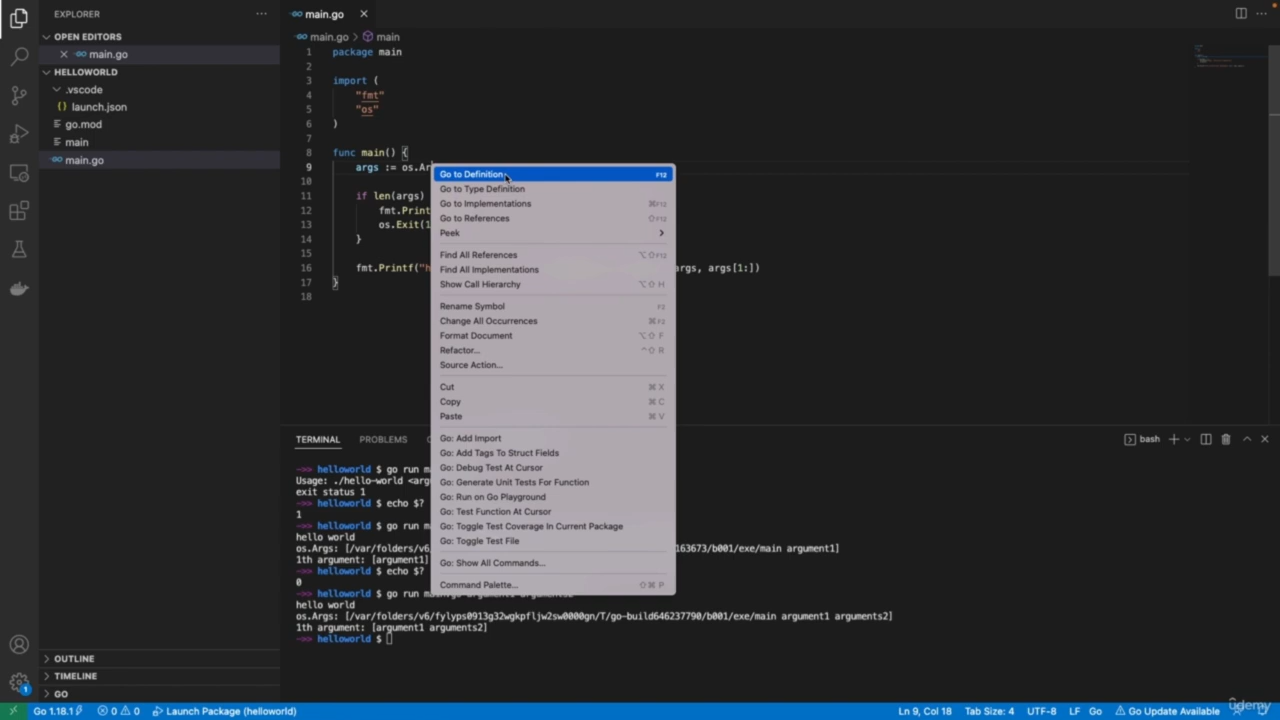 EXPLORER
OPEN EDITORS
main.go
HELLOWORLD
.vscode
{} launch.json
go.mod
main
main.go
OUTLINE
TIMELINE
GO
main.go
main.go > main
1 package main
2
3 import (
4 "fmt"
5 "os"
6 )
7
8 func main() {
9 args := os.Ar
10
11 if len(args)
12 fmt.Print
13 os.Exit(1
14 }
15
16 fmt.Printf("h args, args[1:])
17 }
18
Go to Definition F12
Go to Type Definition
Go to Implementations ⌘F12
Go to References ⇧F12
Peek >
Find All References ⌥⇧F12
Find All Implementations
Show Call Hierarchy ⌥⇧ H
Rename Symbol F2
Change All Occurrences ⌘F2
Format Document ⌥⇧ F
Refactor... ^⇧ R
Source Action...
Cut ⌘ X
Copy ⌘ C
Paste ⌘ V
Go: Add Import
Go: Add Tags To Struct Fields
Go: Debug Test At Cursor
Go: Generate Unit Tests For Function
Go: Run on Go Playground
Go: Test Function At Cursor
Go: Toggle Test Coverage In Current Package
Go: Toggle Test File
Go: Show All Commands...
Command Palette... ⇧⌘ P
TERMINAL PROBLEMS bash
->> helloworld $ go run m
Usage: ./hello-world <arg
exit status 1
->> helloworld $ echo $?
1
->> helloworld $ go run m
hello world
os.Args: [/var/folders/v6 163673/b001/exe/main argument1]
1th argument: [argument1]
->> helloworld $ echo $?
0
->> helloworld $ go run
hello world
os.Args: [/var/folders/v6/fylyps0913g32wgkpfljw2sw0000gn/T/go-build646237790/b001/exe/main argument1 arguments2]
1th argument: [argument1 arguments2]
->> helloworld $
1
Go 1.18.1 0 0 Launch Package (helloworld) Ln 9, Col 18 Tab Size: 4 UTF-8 LF Go Go Update Available
udemy